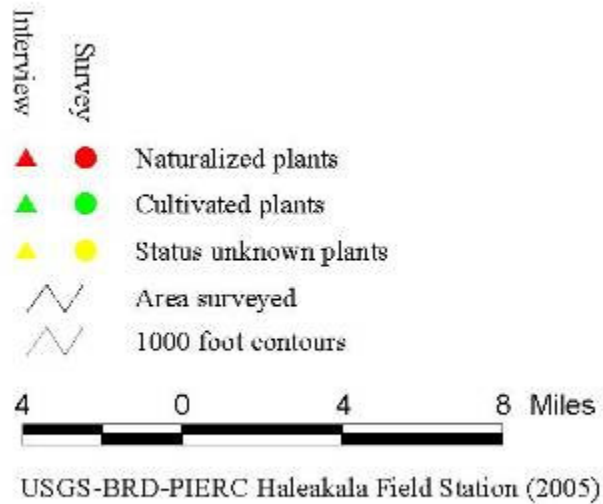 Interview
Survey
Naturalized plants
Cultivated plants
Status unknown plants
Area surveyed
1000 foot contours
4 0 4 8 Miles
USGS-BRD-PIERC Haleakala Field Station (2005)